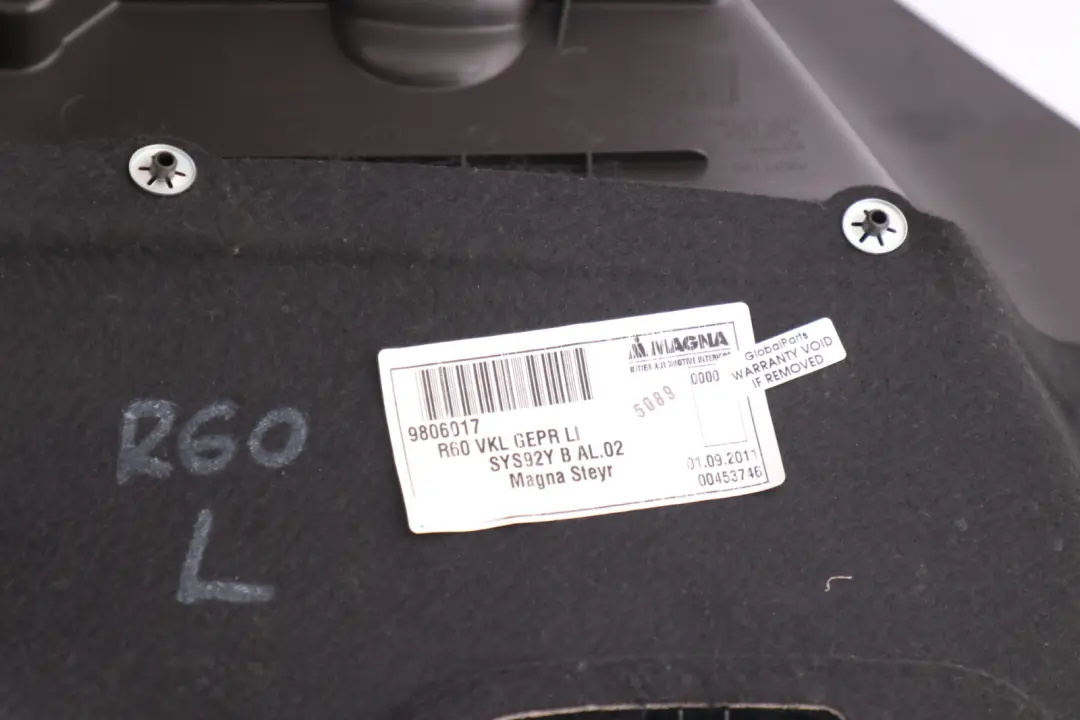 MAGNA
0000
GlobalParts
WARRANTY VOID
IF REMOVED
5089
9806017
R60 VKL GEPR LI
SYS92Y B AL.02
Magna Steyr
01.09.2011
00453746
R60
L